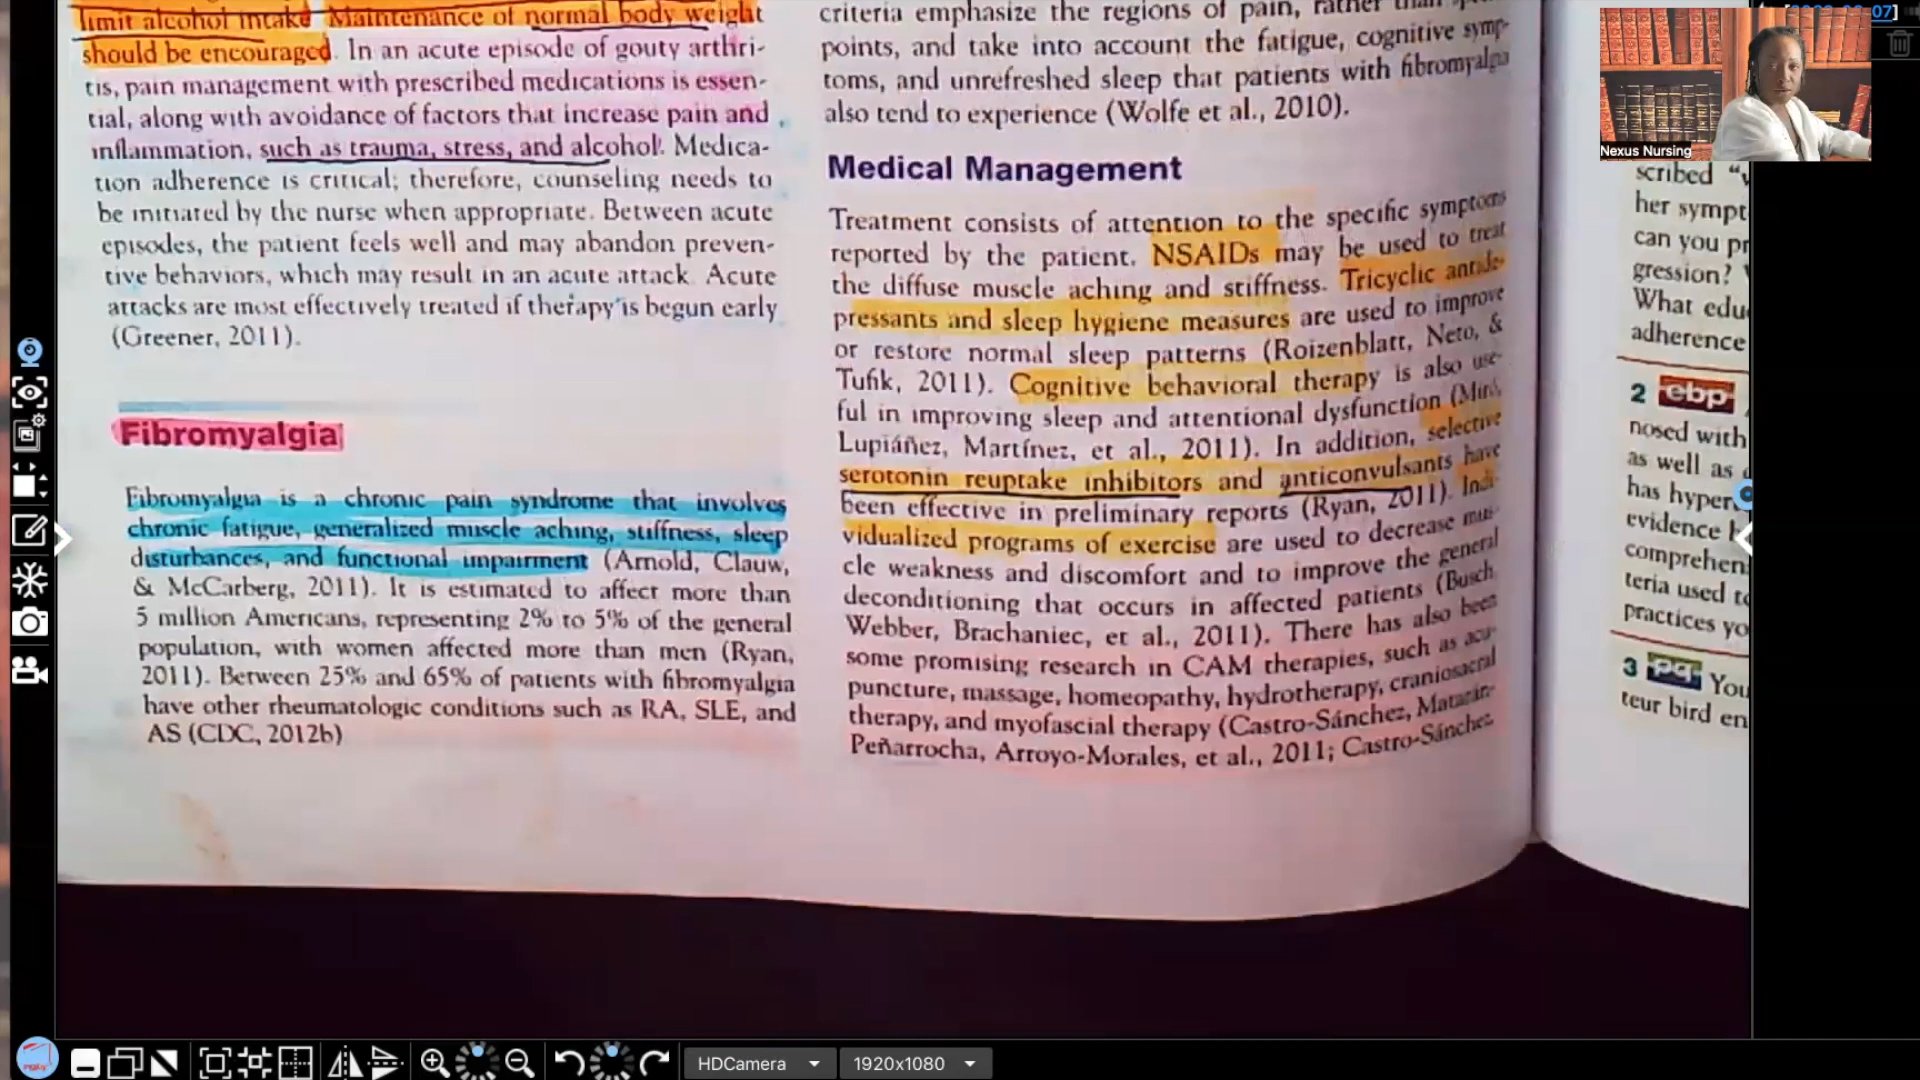 limit alcohol intake Maintenance of normal body weight
should be encouraged. In an acute episode of gouty arthri-
tis, pain management with prescribed medications is essen-
tial, along with avoidance of factors that increase pain and
inflammation, such as trauma, stress, and alcohol. Medica-
tion adherence is critical; therefore, counseling needs to
be initiated by the nurse when appropriate. Between acute
episodes, the patient feels well and may abandon preven-
tive behaviors, which may result in an acute attack. Acute
attacks are most effectively treated if therapy is begun early
(Greener, 2011).
Fibromyalgia
Fibromyalgia is a chronic pain syndrome that involves
chronic fatigue, generalized muscle aching, stiffness, sleep
disturbances, and functional impairment (Arnold, Clauw,
& McCarberg, 2011). It is estimated to affect more than
5 million Americans, representing 2% to 5% of the general
population, with women affected more than men (Ryan,
2011). Between 25% and 65% of patients with fibromyalgia
have other rheumatologic conditions such as RA, SLE, and
AS (CDC, 2012b)
criteria emphasize the regions of pain, rather than
points, and take into account the fatigue, cognitive symp-
toms, and unrefreshed sleep that patients with fibromyalgia
also tend to experience (Wolfe et al., 2010).
Medical Management
Treatment consists of attention to the specific symptoms
reported by the patient. NSAIDs may be used to treat
the diffuse muscle aching and stiffness. Tricyclic antide-
pressants and sleep hygiene measures are used to improve
or restore normal sleep patterns (Roizenblatt, Neto, &
Tufik, 2011). Cognitive behavioral therapy is also use-
ful in improving sleep and attentional dysfunction (Miró,
Lupiáñez, Martínez, et al., 2011). In addition, selective
serotonin reuptake inhibitors and anticonvulsants have
been effective in preliminary reports (Ryan, 2011). Indi-
vidualized programs of exercise are used to decrease mus-
cle weakness and discomfort and to improve the general
deconditioning that occurs in affected patients (Busch,
Webber, Brachaniec, et al., 2011). There has also been
some promising research in CAM therapies, such as acu-
puncture, massage, homeopathy, hydrotherapy, craniosacral
therapy, and myofascial therapy (Castro-Sánchez, Matarán-
Peñarrocha, Arroyo-Morales, et al., 2011; Castro-Sánchez,
Nexus Nursing
scribed "
her sympt
can you pr
gression?
What edu
adherence
2 ebp
nosed with
as well as
has hyper
evidence
comprehen
teria used to
practices yo
3 pq You
teur bird en
HDCamera
1920x1080